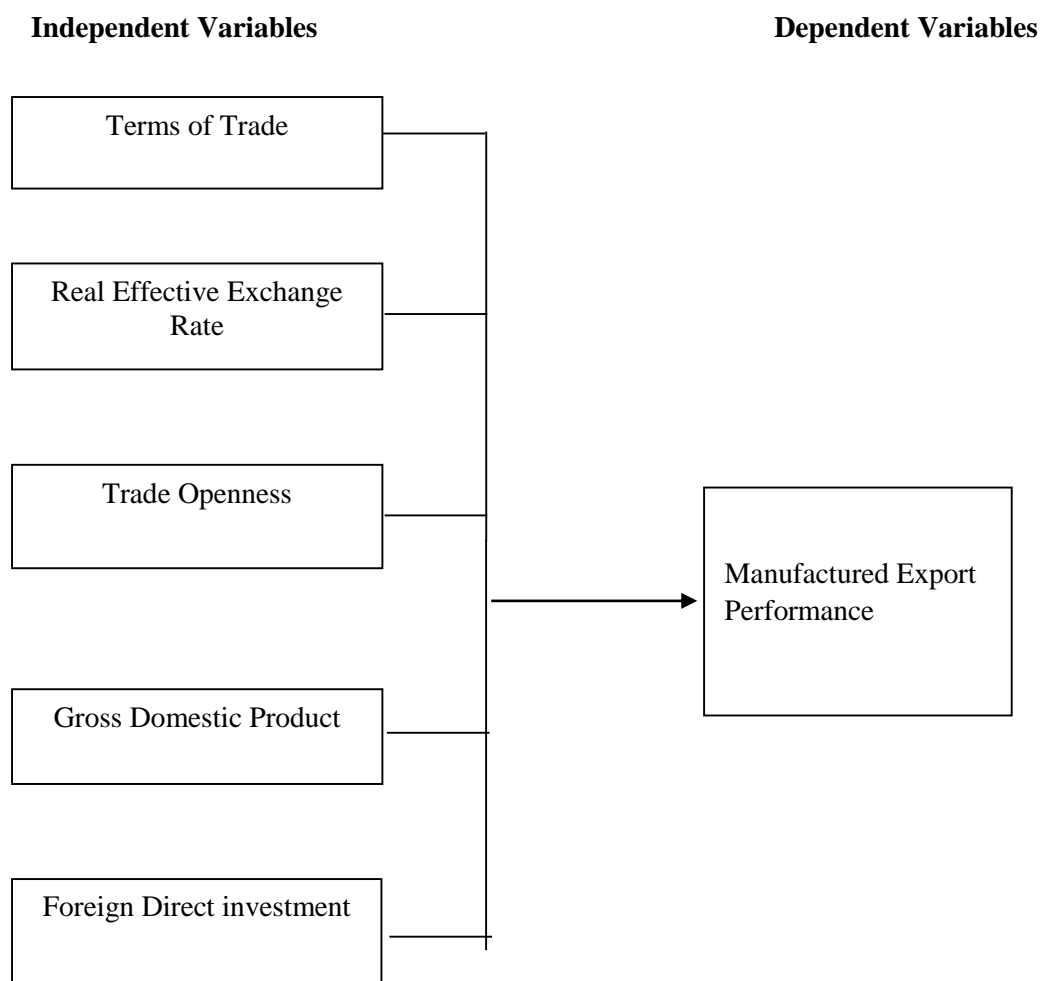 Independent Variables
Dependent Variables
Terms of Trade
Real Effective Exchange
Rate
Trade Openness
Manufactured Export
Performance
Gross Domestic Product
Foreign Direct investment